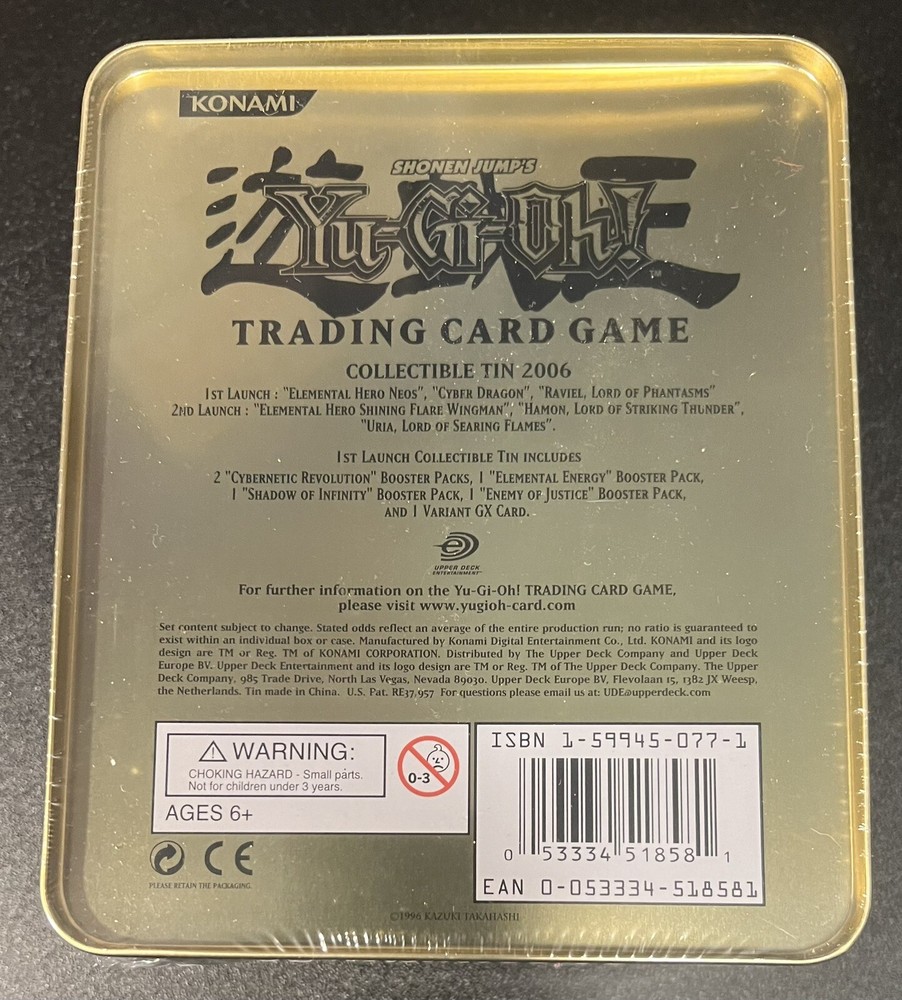 KONAMI
SHONEN JUMP'S
遊戯王
Yu-Gi-Oh!
TM
TRADING CARD GAME
COLLECTIBLE TIN 2006
1ST LAUNCH : "ELEMENTAL HERO NEOS", "CYBER DRAGON", "RAVIEL, LORD OF PHANTASMS"
2ND LAUNCH : "ELEMENTAL HERO SHINING FLARE WINGMAN", "HAMON, LORD OF STRIKING THUNDER",
"URIA, LORD OF SEARING FLAMES".
1ST LAUNCH COLLECTIBLE TIN INCLUDES
2 "CYBERNETIC REVOLUTION" BOOSTER PACKS, 1 "ELEMENTAL ENERGY" BOOSTER PACK,
1 "SHADOW OF INFINITY" BOOSTER PACK, 1 "ENEMY OF JUSTICE" BOOSTER PACK,
AND 1 VARIANT GX CARD.
UPPER DECK
ENTERTAINMENT™
For further information on the Yu-Gi-Oh! TRADING CARD GAME,
please visit www.yugioh-card.com
Set content subject to change. Stated odds reflect an average of the entire production run; no ratio is guaranteed to
exist within an individual box or case. Manufactured by Konami Digital Entertainment Co., Ltd. KONAMI and its logo
design are TM or Reg. TM of KONAMI CORPORATION. Distributed by The Upper Deck Company and Upper Deck
Europe BV. Upper Deck Entertainment and its logo design are TM or Reg. TM of The Upper Deck Company. The Upper
Deck Company, 985 Trade Drive, North Las Vegas, Nevada 89030. Upper Deck Europe BV, Flevolaan 15, 1382 JX Weesp,
the Netherlands. Tin made in China. U.S. Pat. RE37,957 For questions please email us at: UDE@upperdeck.com
WARNING:
CHOKING HAZARD - Small parts.
Not for children under 3 years.
0-3
AGES 6+
CE
PLEASE RETAIN THE PACKAGING.
ISBN 1-59945-077-1
0 53334 51858 1
EAN 0-053334-518581
©1996 KAZUKI TAKAHASHI